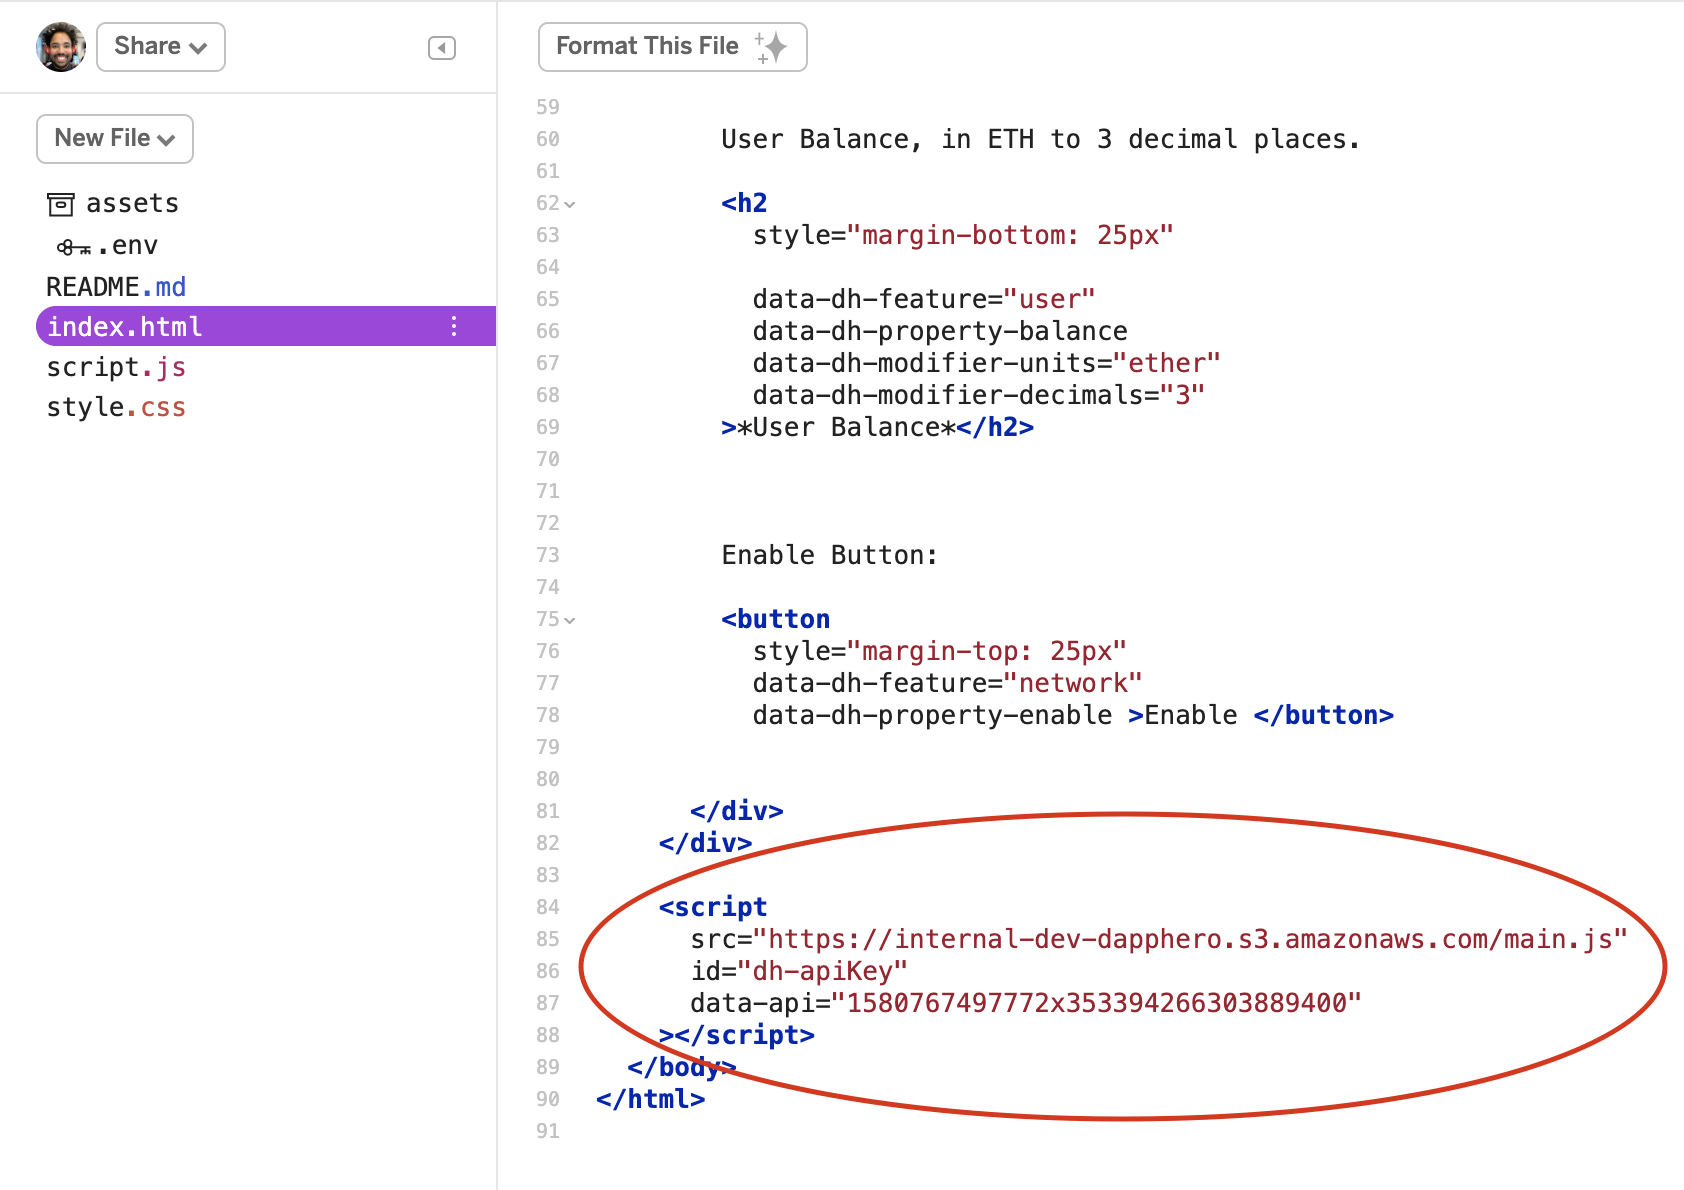 Share
New File
assets
.env
README.md
index.html
script.js
style.css
Format This File
59
60 User Balance, in ETH to 3 decimal places.
61
62 <h2
63 style="margin-bottom: 25px"
64
65 data-dh-feature="user"
66 data-dh-property-balance
67 data-dh-modifier-units="ether"
68 data-dh-modifier-decimals="3"
69 >*User Balance*</h2>
70
71
72
73 Enable Button:
74
75 <button
76 style="margin-top: 25px"
77 data-dh-feature="network"
78 data-dh-property-enable >Enable </button>
79
80
81 </div>
82 </div>
83
84 <script
85 src="https://internal-dev-dapphero.s3.amazonaws.com/main.js"
86 id="dh-apiKey"
87 data-api="1580767497772x353394266303889400"
88 ></script>
89 </body>
90 </html>
91